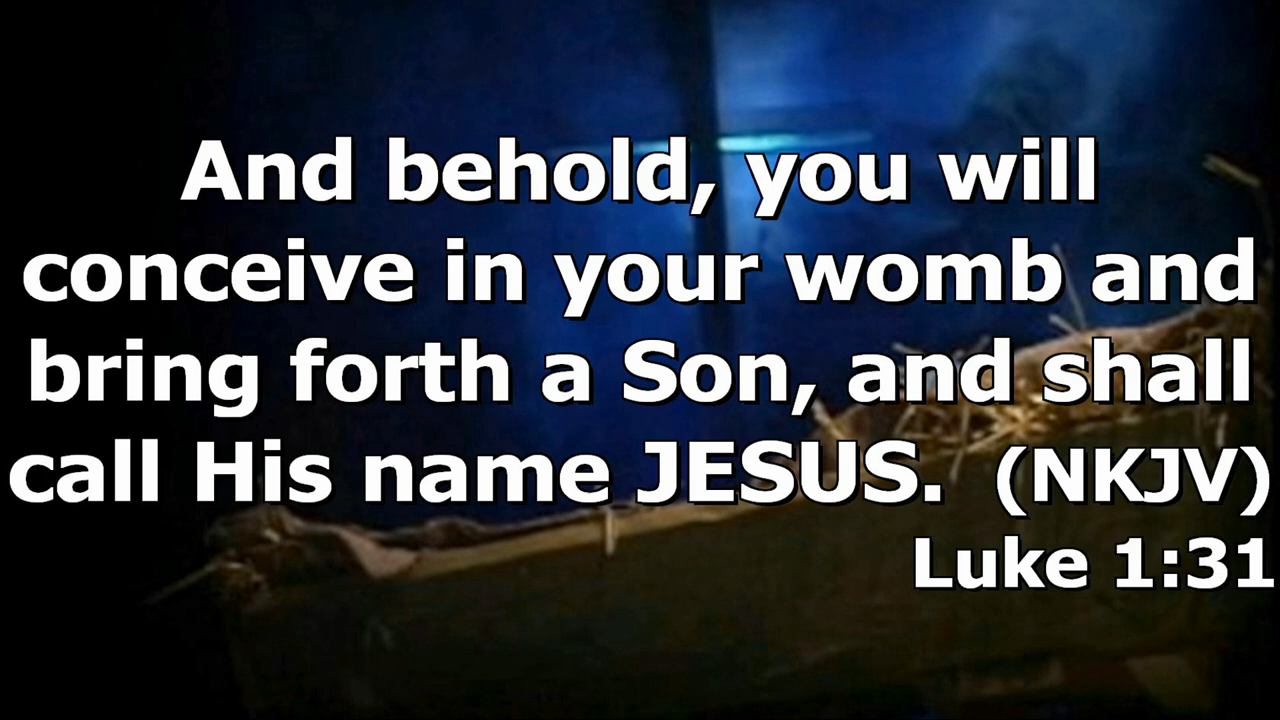 And behold, you will
conceive in your womb and
bring forth a Son, and shall
call His name JESUS.  (NKJV)
Luke 1:31